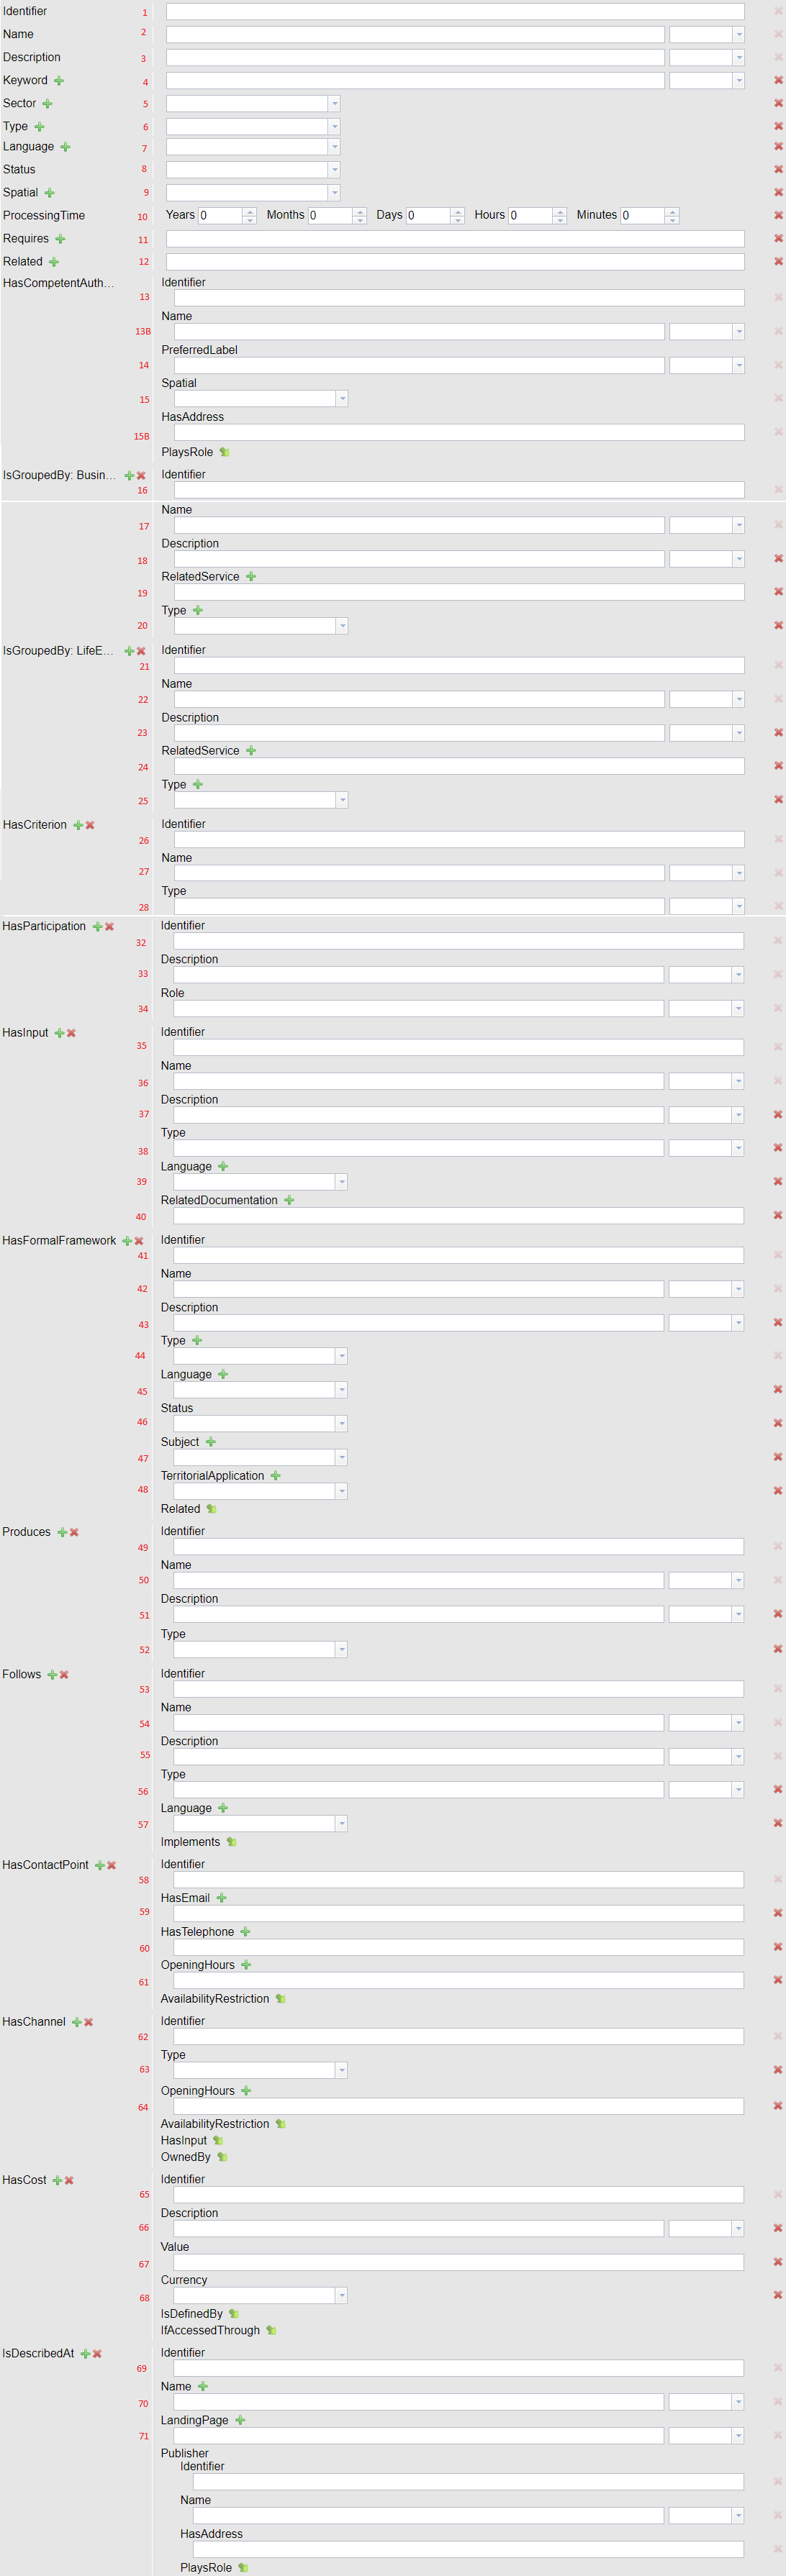 Identifier 1
Name 2
Description 3
Keyword 4
Sector 5
Type 6
Language 7
Status 8
Spatial 9
ProcessingTime 10 Years 0 Months 0 Days 0 Hours 0 Minutes 0
Requires 11
Related 12
HasCompetentAuth... Identifier
13
Name
13B
PreferredLabel
14
Spatial
15
HasAddress
15B
PlaysRole
IsGroupedBy: Busin... Identifier
16
Name
17
Description
18
RelatedService
19
Type
20
IsGroupedBy: LifeE... Identifier
21
Name
22
Description
23
RelatedService
24
Type
25
HasCriterion Identifier
26
Name
27
Type
28
HasParticipation Identifier
32
Description
33
Role
34
HasInput Identifier
35
Name
36
Description
37
Type
38
Language
39
RelatedDocumentation
40
HasFormalFramework Identifier
41
Name
42
Description
43
Type
44
Language
45
Status
46
Subject
47
TerritorialApplication
48
Related
Produces Identifier
49
Name
50
Description
51
Type
52
Follows Identifier
53
Name
54
Description
55
Type
56
Language
57
Implements
HasContactPoint Identifier
58
HasEmail
59
HasTelephone
60
OpeningHours
61
AvailabilityRestriction
HasChannel Identifier
62
Type
63
OpeningHours
64
AvailabilityRestriction
HasInput
OwnedBy
HasCost Identifier
65
Description
66
Value
67
Currency
68
IsDefinedBy
IfAccessedThrough
IsDescribedAt Identifier
69
Name
70
LandingPage
71
Publisher
Identifier
Name
HasAddress
PlaysRole